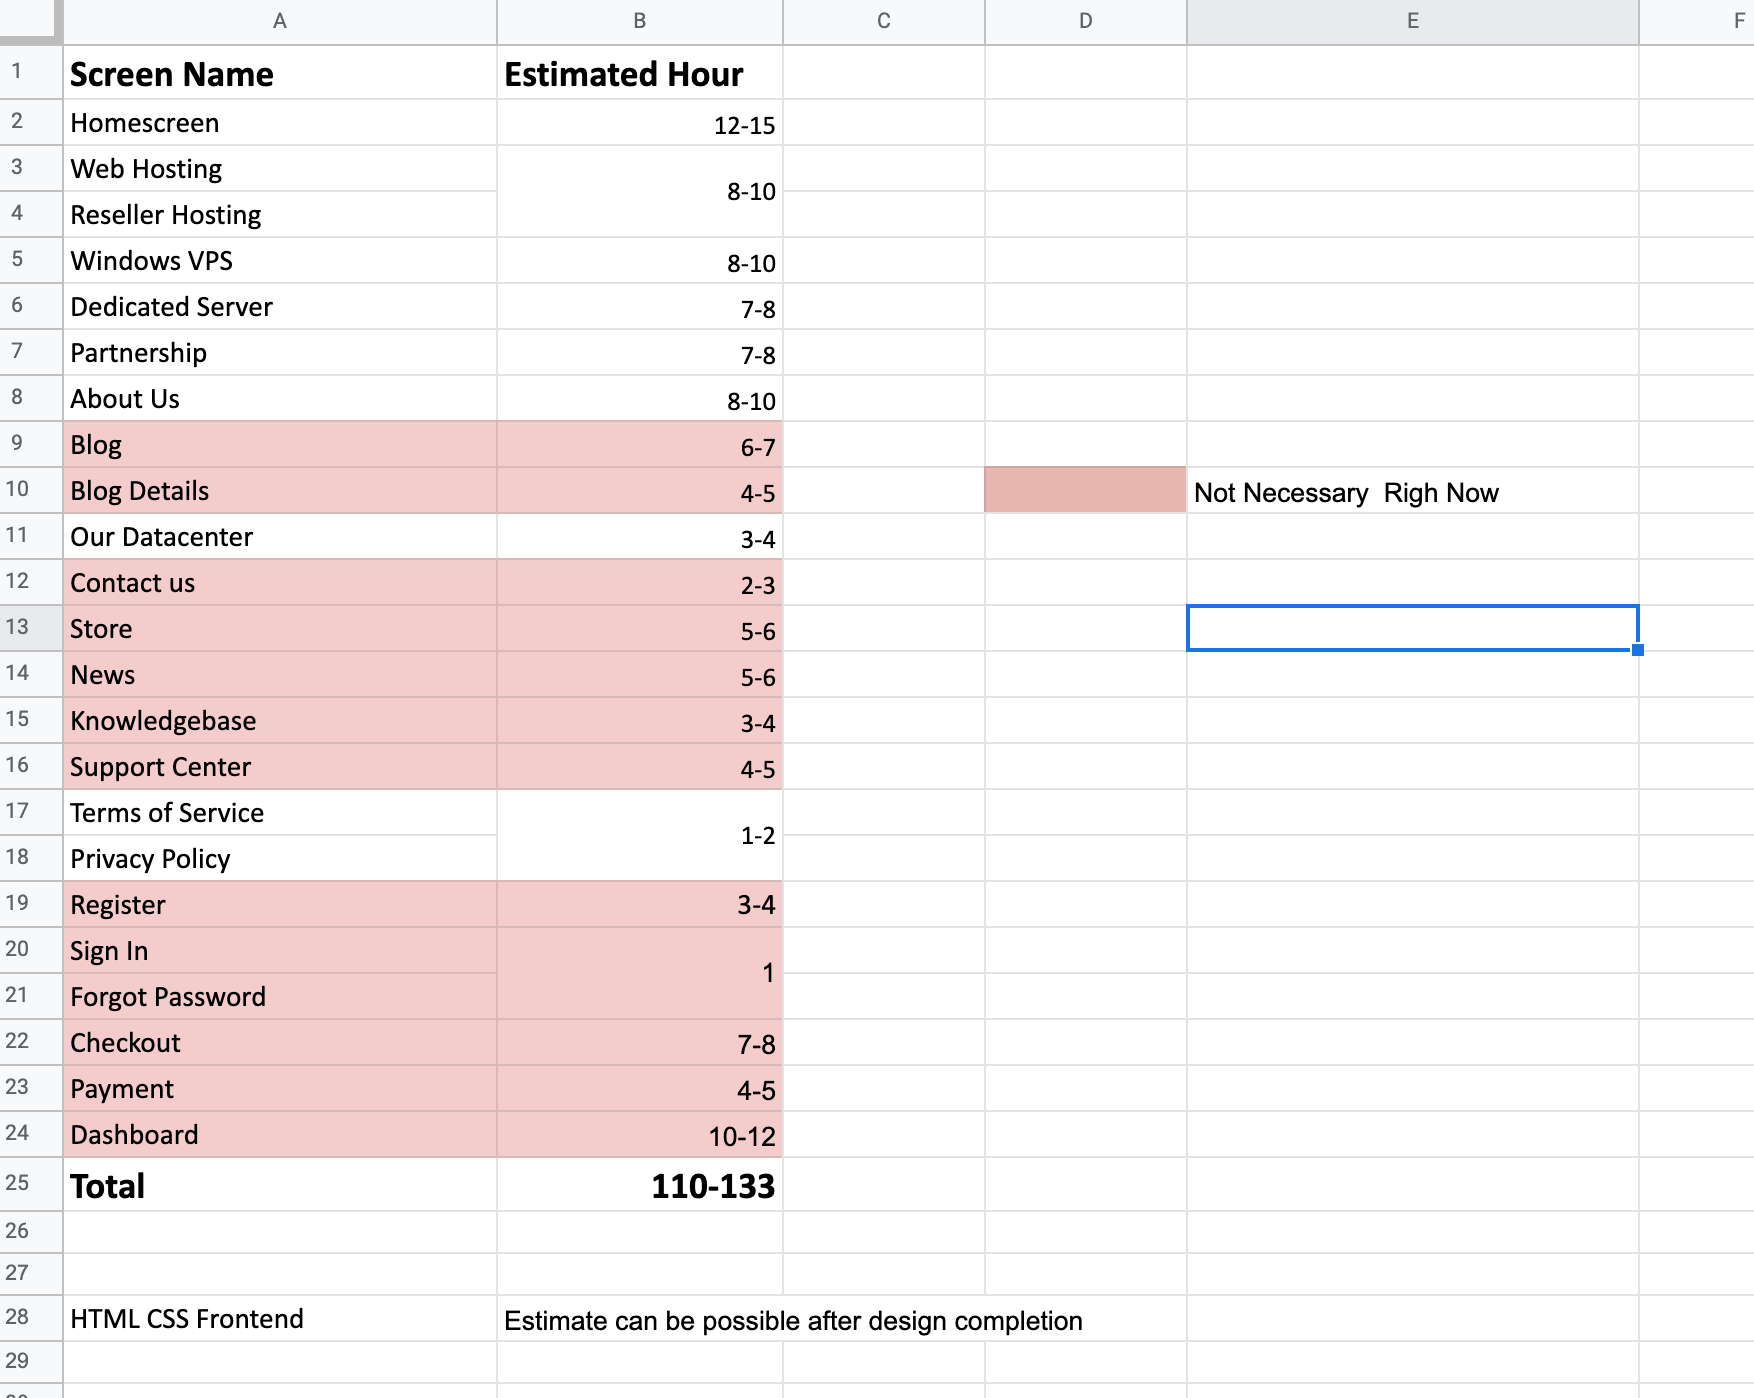 A B C D E F
1 Screen Name Estimated Hour
2 Homescreen 12-15
3 Web Hosting
8-10
4 Reseller Hosting
5 Windows VPS 8-10
6 Dedicated Server 7-8
7 Partnership 7-8
8 About Us 8-10
9 Blog 6-7
10 Blog Details 4-5 Not Necessary  Righ Now
11 Our Datacenter 3-4
12 Contact us 2-3
13 Store 5-6
14 News 5-6
15 Knowledgebase 3-4
16 Support Center 4-5
17 Terms of Service
1-2
18 Privacy Policy
19 Register 3-4
20 Sign In
1
21 Forgot Password
22 Checkout 7-8
23 Payment 4-5
24 Dashboard 10-12
25 Total 110-133
26
27
28 HTML CSS Frontend Estimate can be possible after design completion
29